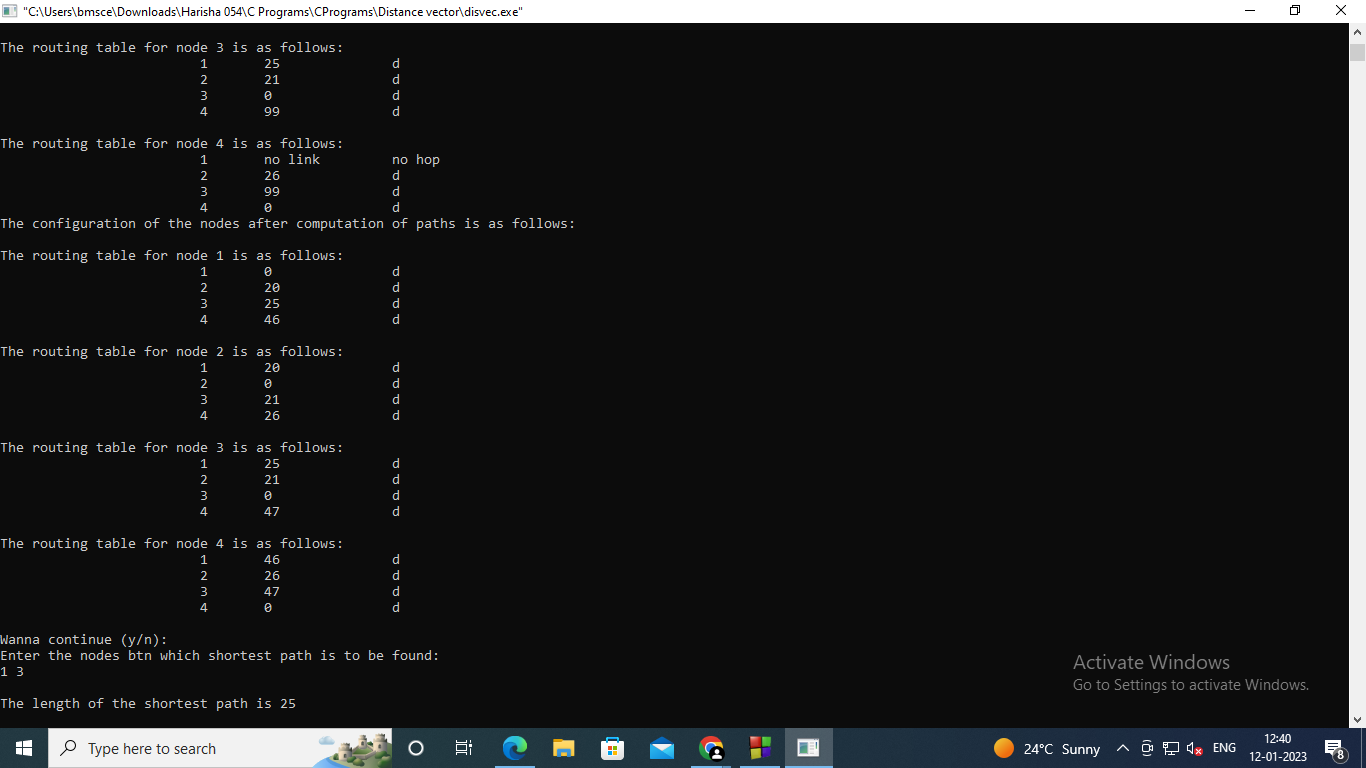 "C:\Users\bmsce\Downloads\Harisha 054\C Programs\CPrograms\Distance vector\disvec.exe"
The routing table for node 3 is as follows:
1 25 d
2 21 d
3 0 d
4 99 d
The routing table for node 4 is as follows:
1 no link no hop
2 26 d
3 99 d
4 0 d
The configuration of the nodes after computation of paths is as follows:
The routing table for node 1 is as follows:
1 0 d
2 20 d
3 25 d
4 46 d
The routing table for node 2 is as follows:
1 20 d
2 0 d
3 21 d
4 26 d
The routing table for node 3 is as follows:
1 25 d
2 21 d
3 0 d
4 47 d
The routing table for node 4 is as follows:
1 46 d
2 26 d
3 47 d
4 0 d
Wanna continue (y/n):
Enter the nodes btn which shortest path is to be found:
1 3
The length of the shortest path is 25
Activate Windows
Go to Settings to activate Windows.
Type here to search
24°C Sunny
ENG
12:40
12-01-2023
8